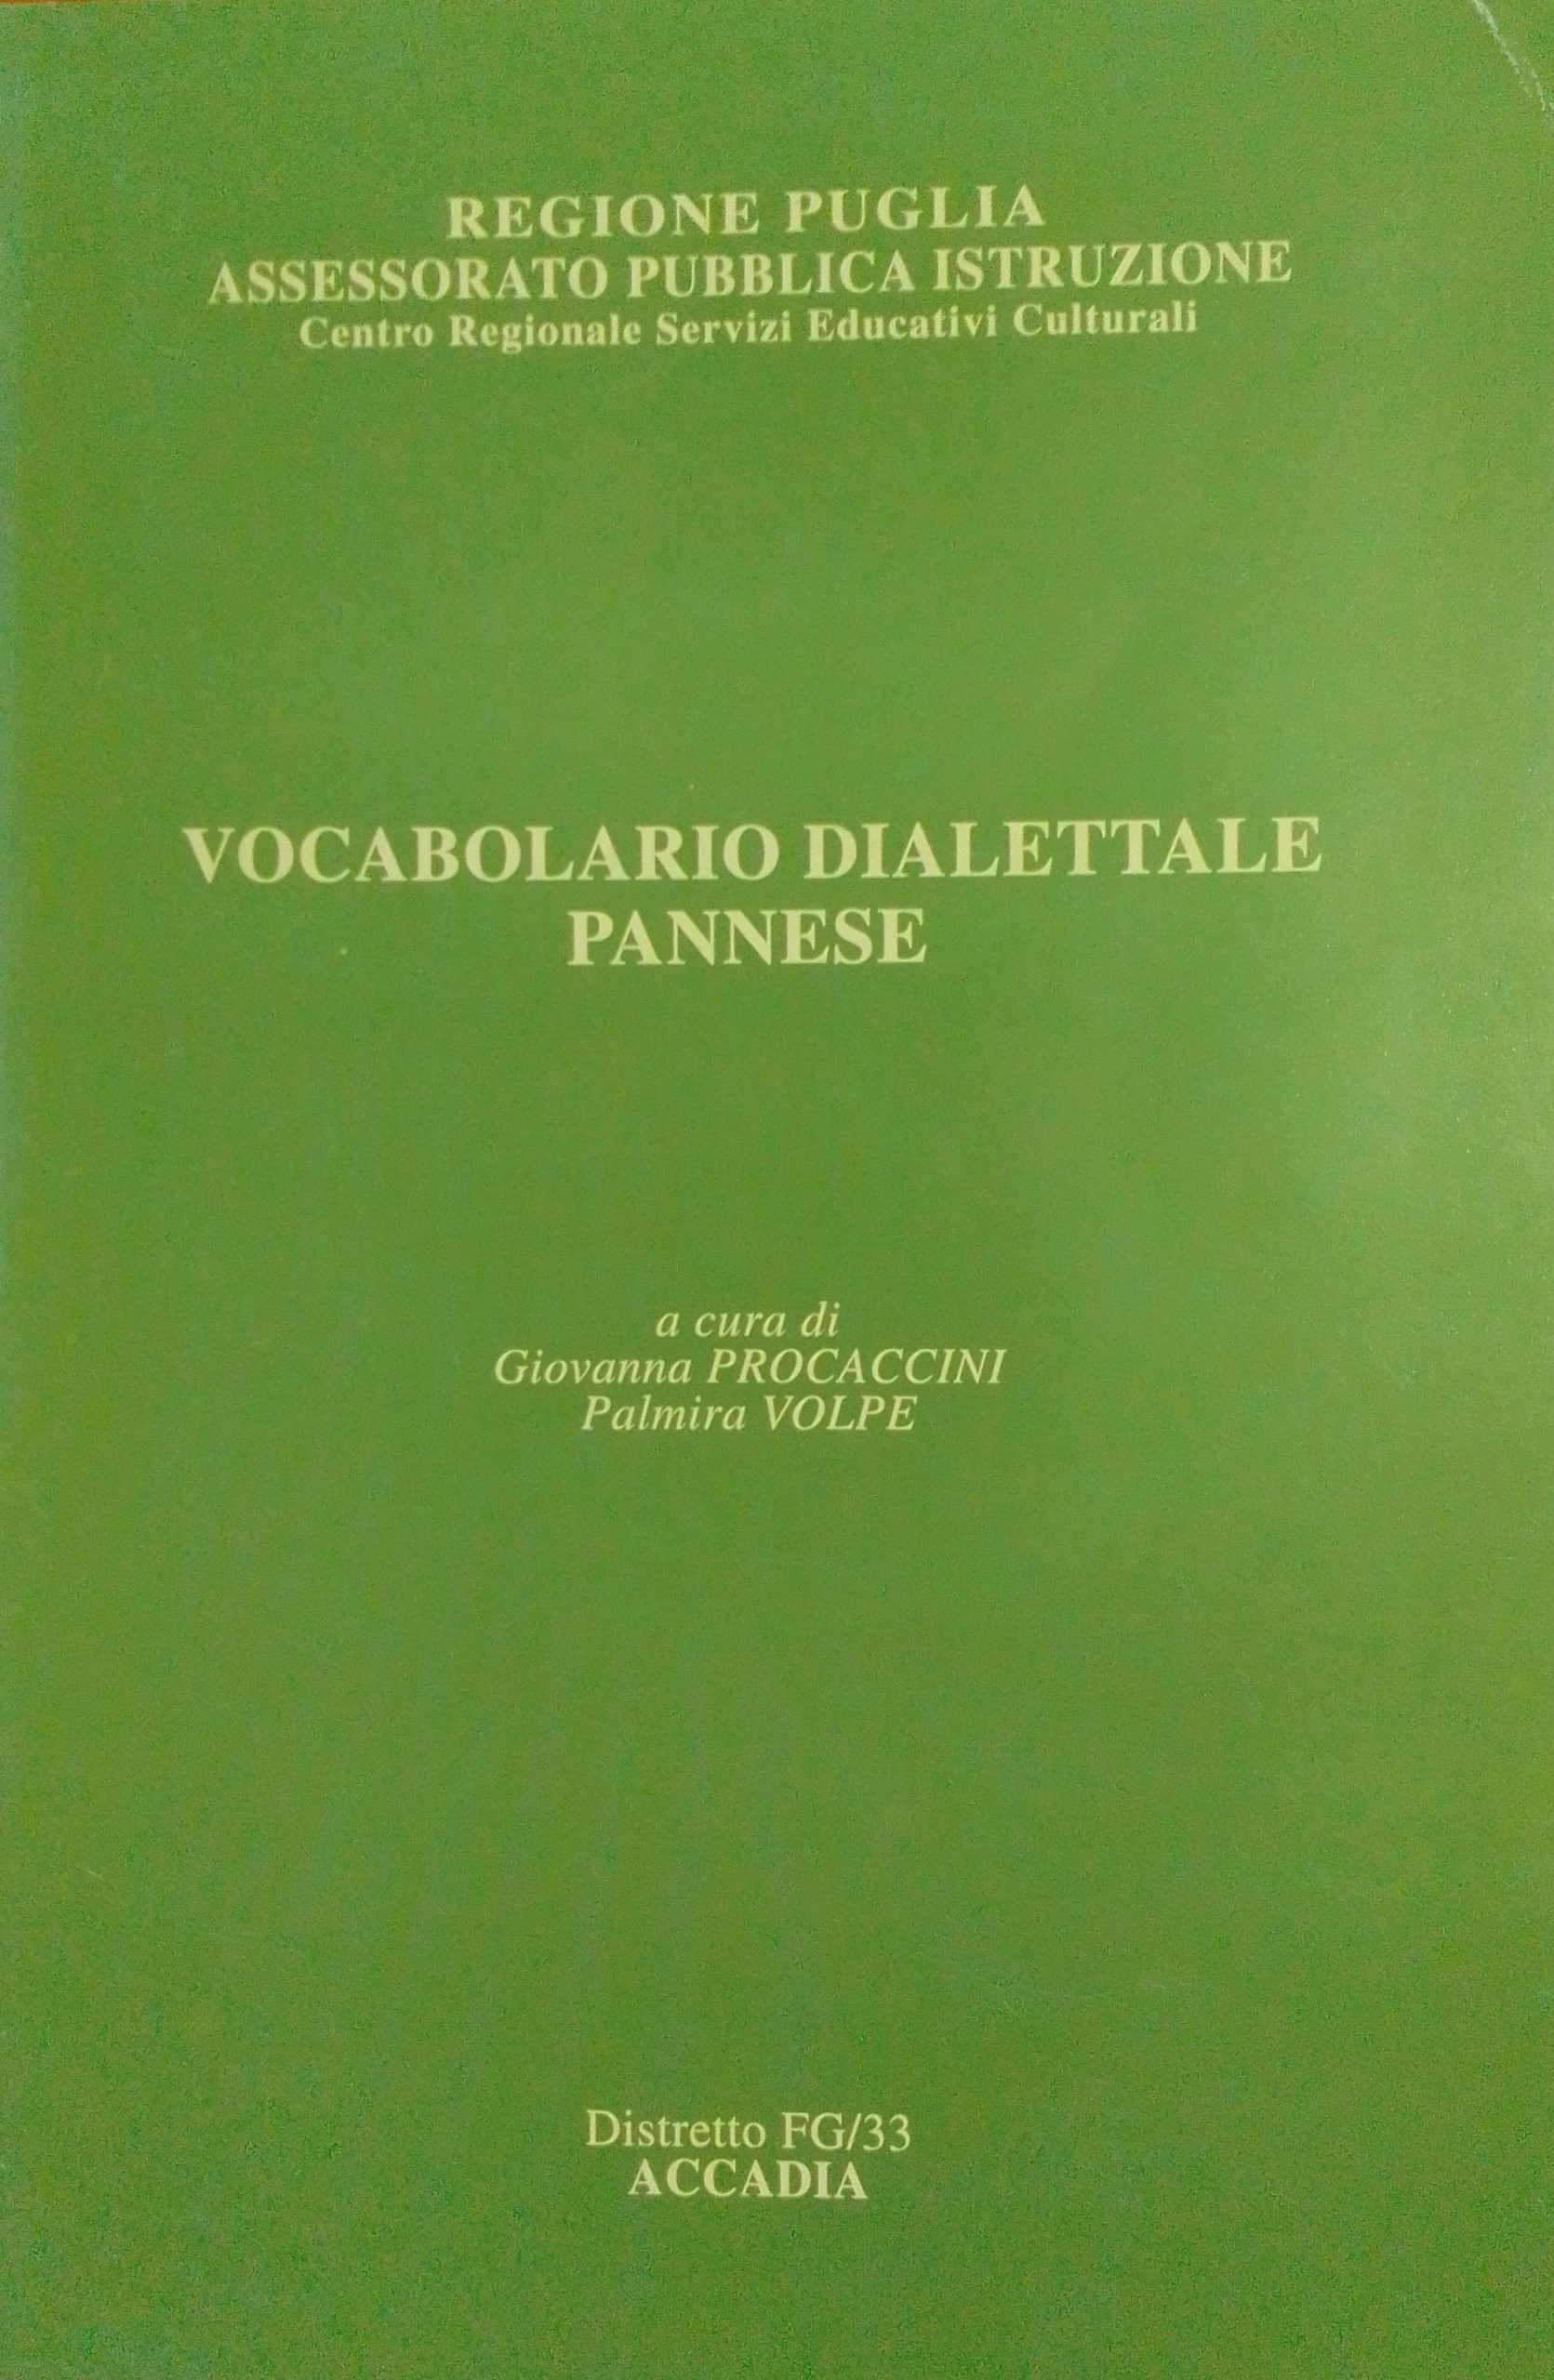 REGIONE PUGLIA
ASSESSORATO PUBBLICA ISTRUZIONE
Centro Regionale Servizi Educativi Culturali
VOCABOLARIO DIALETTALE
PANNESE
a cura di
Giovanna PROCACCINI
Palmira VOLPE
Distretto FG/33
ACCADIA